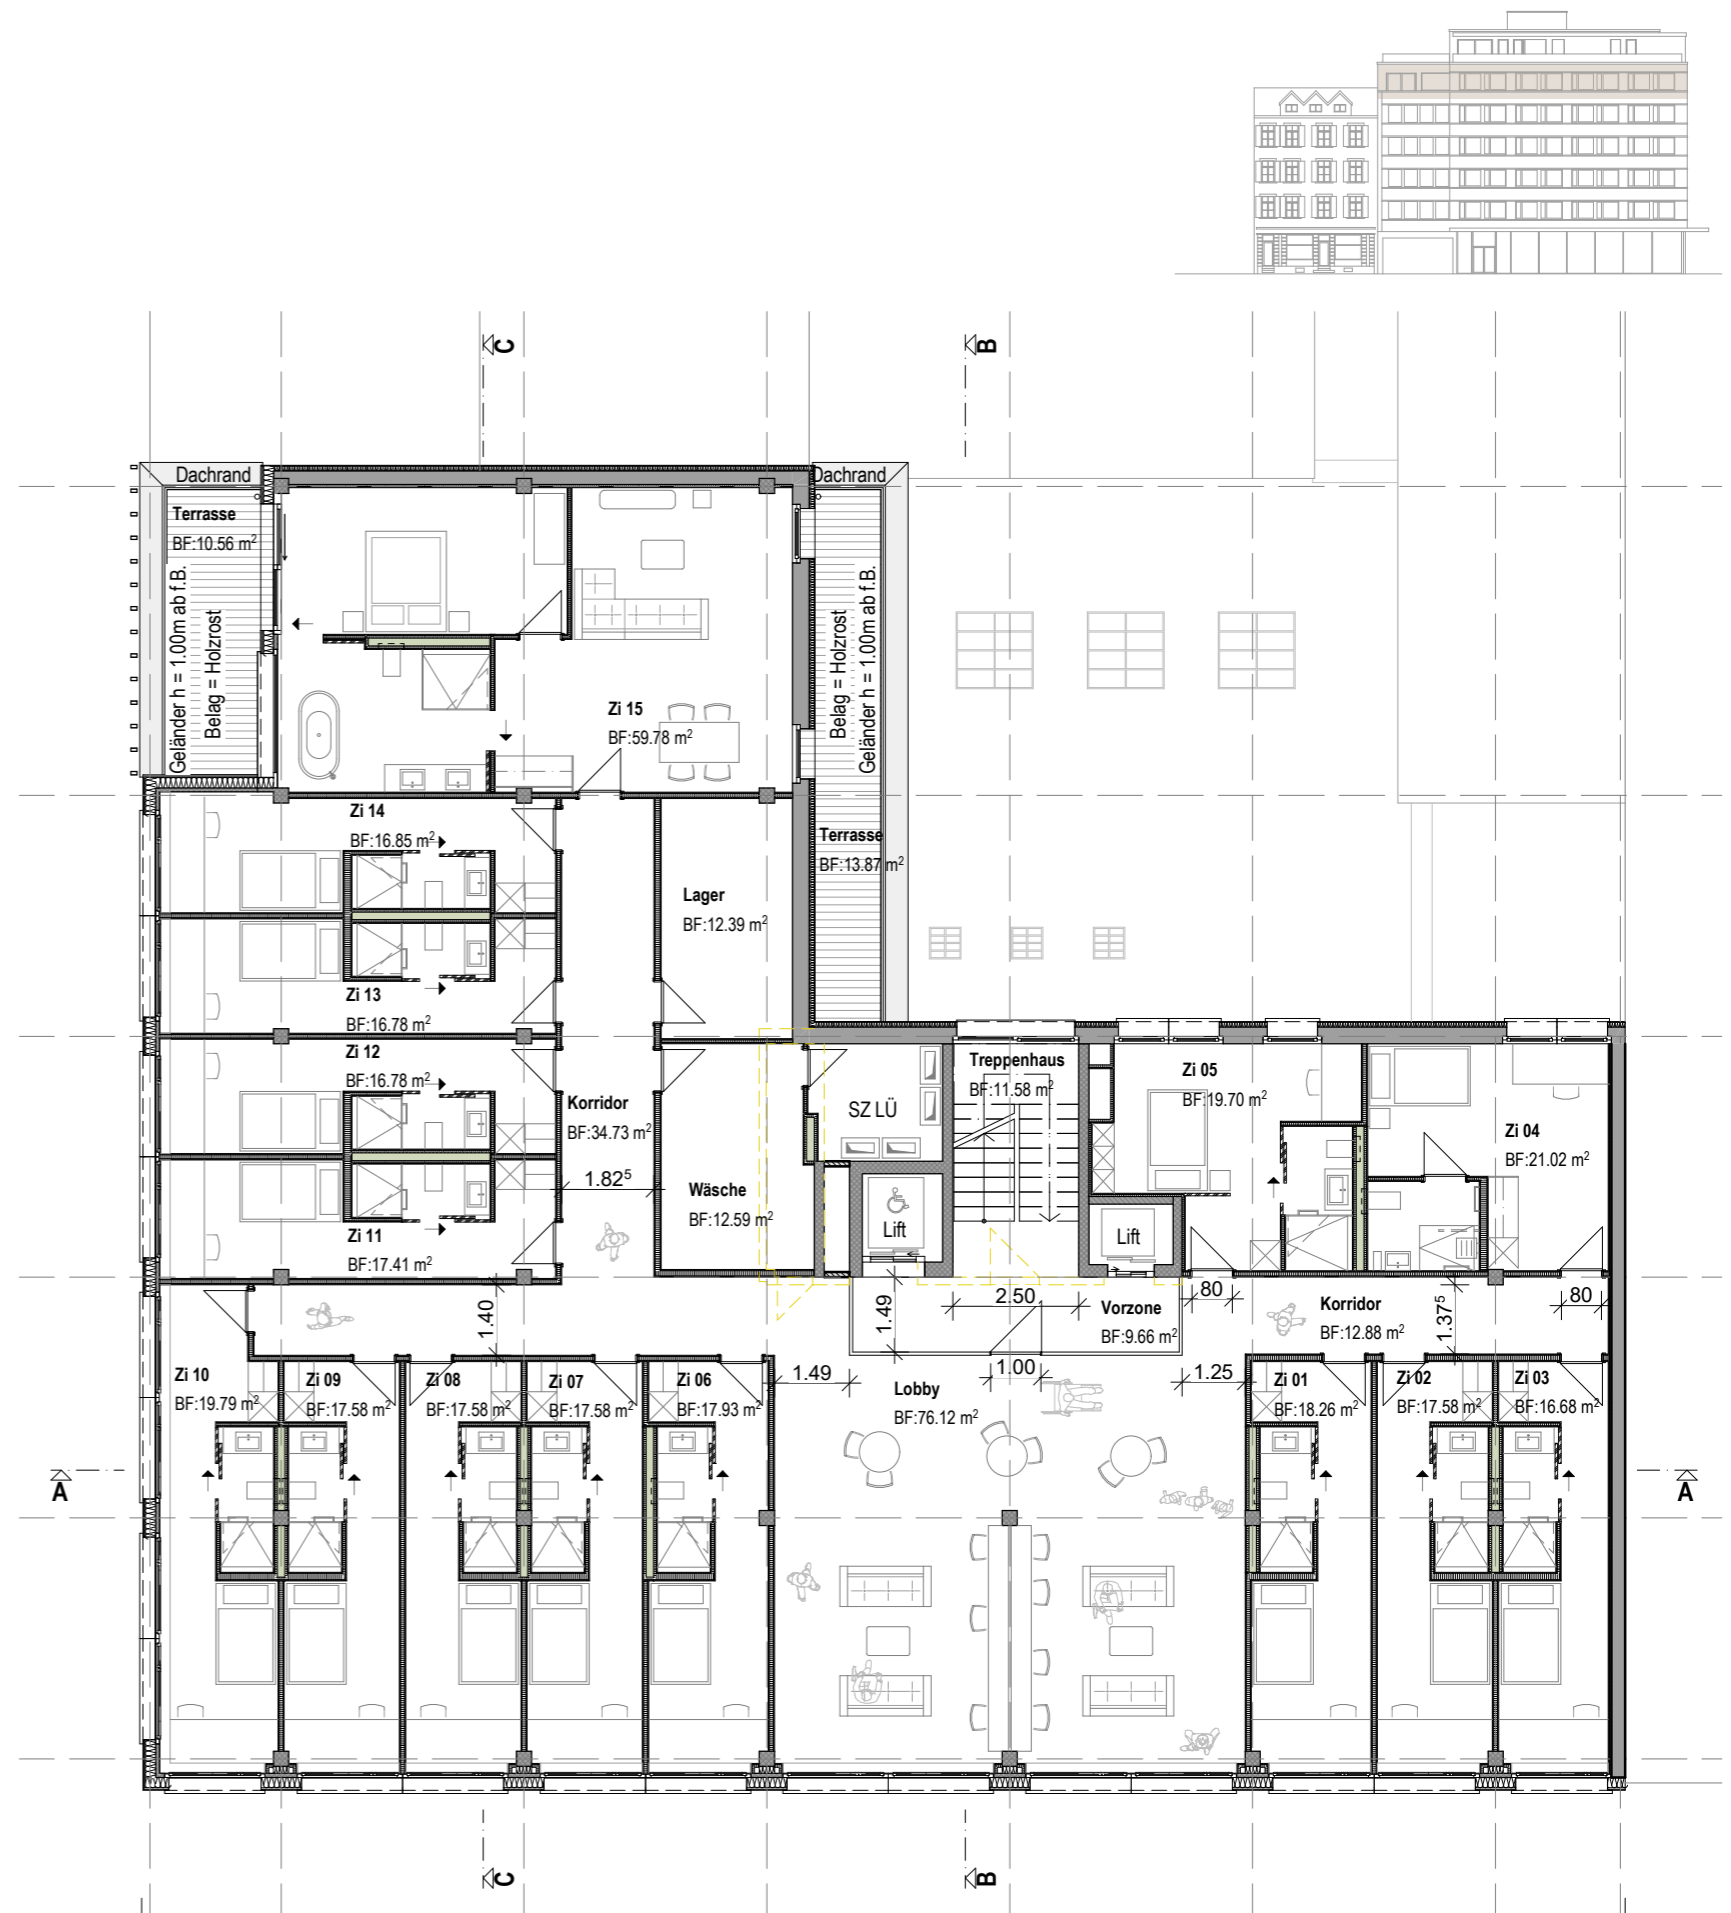 C
B
Dachrand
Dachrand
Terrasse
BF:10.56 m²
Geländer h = 1.00m ab f.B.
Belag = Holzrost
Belag = Holzrost
Geländer h = 1.00m ab f.B.
Zi 15
BF:59.78 m²
Terrasse
BF:13.87 m²
Zi 14
BF:16.85 m²
Lager
BF:12.39 m²
Zi 13
BF:16.78 m²
Zi 12
BF:16.78 m²
Korridor
BF:34.73 m²
1.82⁵
Zi 11
BF:17.41 m²
Wäsche
BF:12.59 m²
SZ LÜ
Treppenhaus
BF:11.58 m²
Lift
Lift
Zi 05
BF:19.70 m²
Zi 04
BF:21.02 m²
1.40
1.49
2.50
Vorzone
BF:9.66 m²
80
Korridor
BF:12.88 m²
1.37⁵
80
1.49
1.00
1.25
Zi 10
BF:19.79 m²
Zi 09
BF:17.58 m²
Zi 08
BF:17.58 m²
Zi 07
BF:17.58 m²
Zi 06
BF:17.93 m²
Lobby
BF:76.12 m²
Zi 01
BF:18.26 m²
Zi 02
BF:17.58 m²
Zi 03
BF:16.68 m²
A
A
C
B